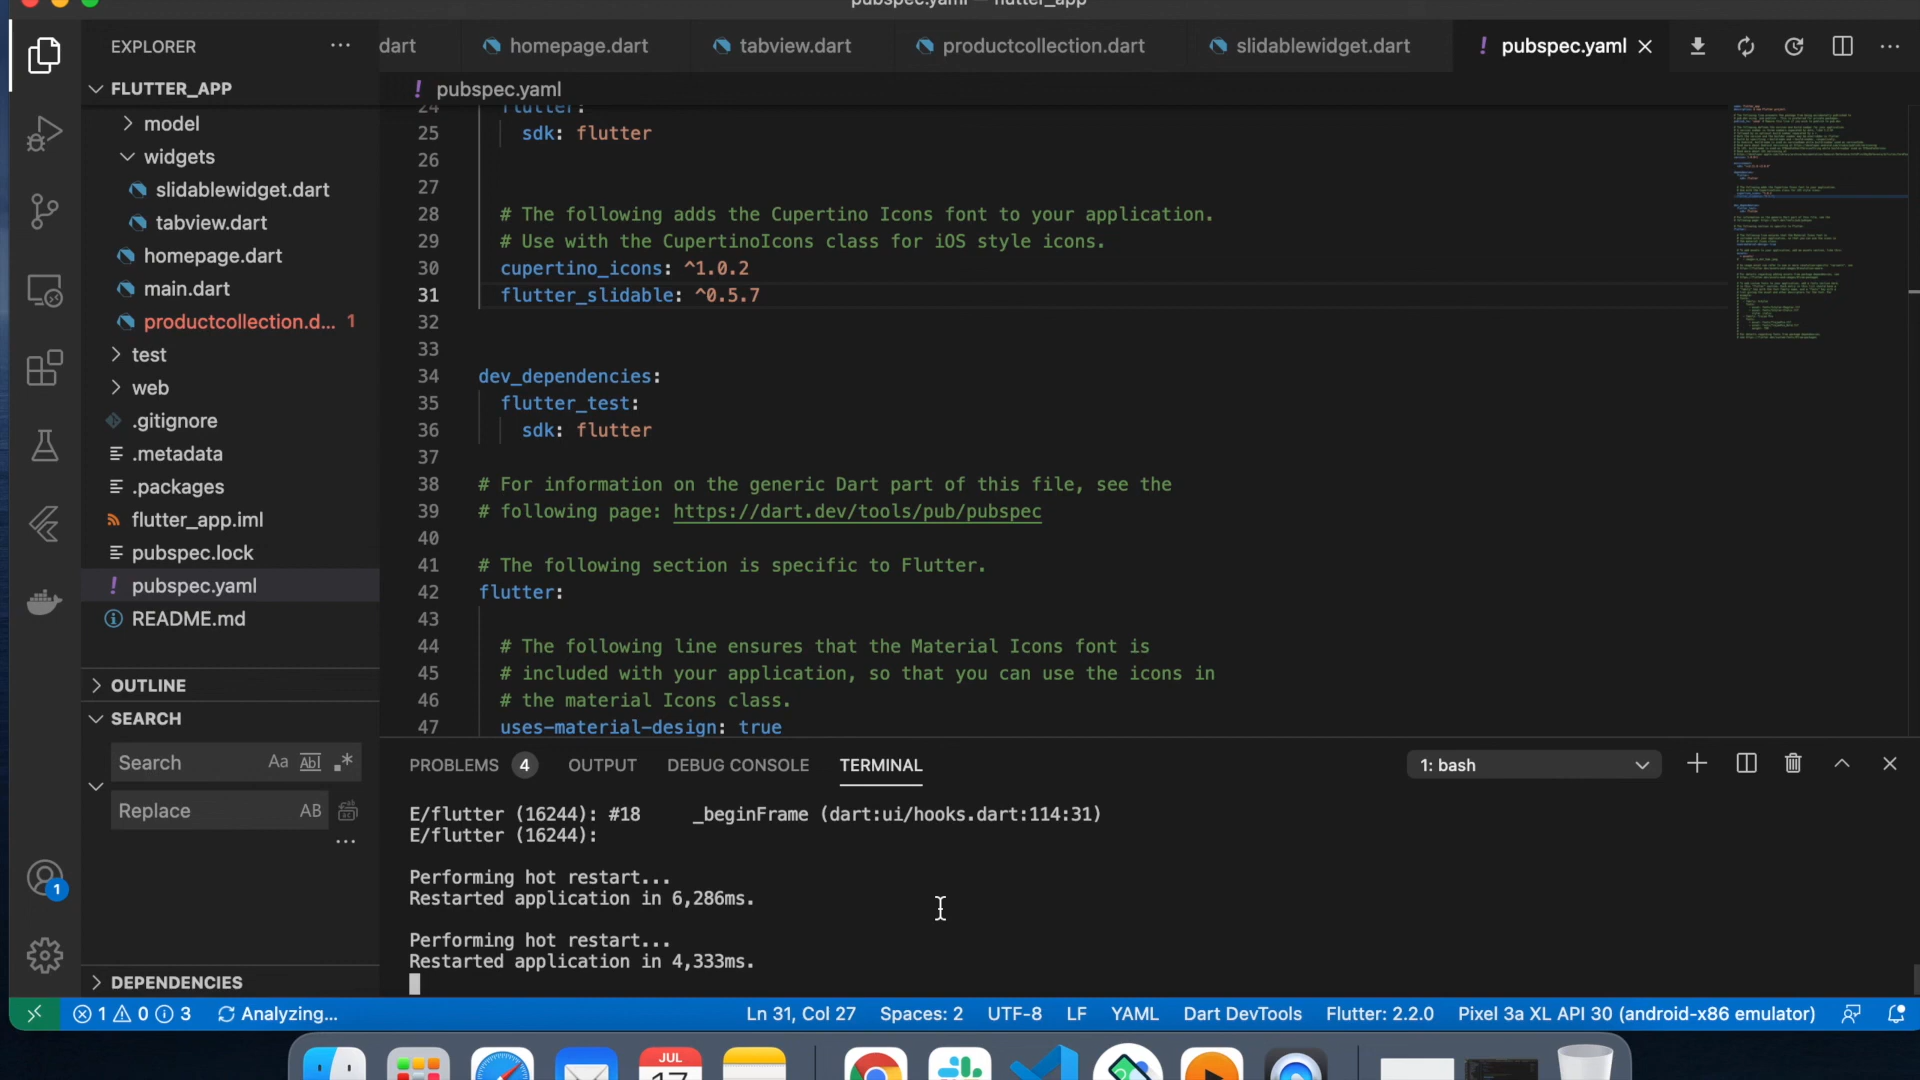 pubspec.yaml — flutter_app
EXPLORER
dart
homepage.dart
tabview.dart
productcollection.dart
slidablewidget.dart
! pubspec.yaml
FLUTTER_APP
model
widgets
slidablewidget.dart
tabview.dart
homepage.dart
main.dart
productcollection.d... 1
test
web
.gitignore
.metadata
.packages
flutter_app.iml
pubspec.lock
! pubspec.yaml
README.md
OUTLINE
SEARCH
Search
Aa Abl .*
Replace
AB
...
DEPENDENCIES
1
! pubspec.yaml
24 flutter:
25 sdk: flutter
26
27
28 # The following adds the Cupertino Icons font to your application.
29 # Use with the CupertinoIcons class for iOS style icons.
30 cupertino_icons: ^1.0.2
31 flutter_slidable: ^0.5.7
32
33
34 dev_dependencies:
35 flutter_test:
36 sdk: flutter
37
38 # For information on the generic Dart part of this file, see the
39 # following page: https://dart.dev/tools/pub/pubspec
40
41 # The following section is specific to Flutter.
42 flutter:
43
44 # The following line ensures that the Material Icons font is
45 # included with your application, so that you can use the icons in
46 # the material Icons class.
47 uses-material-design: true
PROBLEMS 4 OUTPUT DEBUG CONSOLE TERMINAL
1: bash
E/flutter (16244): #18 _beginFrame (dart:ui/hooks.dart:114:31)
E/flutter (16244):
Performing hot restart...
Restarted application in 6,286ms.
Performing hot restart...
Restarted application in 4,333ms.
1 0 3 Analyzing... Ln 31, Col 27 Spaces: 2 UTF-8 LF YAML Dart DevTools Flutter: 2.2.0 Pixel 3a XL API 30 (android-x86 emulator)
JUL
17